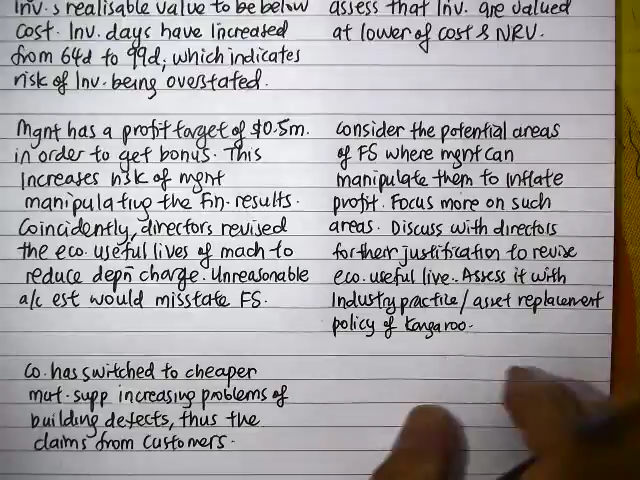 Inv.s realisable value to be below
cost. Inv. days have increased
from 64d to 99d, which indicates
risk of Inv. being overstated.
assess that Inv. are valued
at lower of cost & NRV.
Mgnt has a profit target of $0.5m.
in order to get bonus. This
increases risk of mgnt
manipulating the fin. results.
Coincidently, directors revised
the eco. useful lives of mach to
reduce depn charge. Unreasonable
a/c est would misstate FS.
consider the potential areas
of FS where mgnt can
manipulate them to inflate
profit. Focus more on such
areas. Discuss with directors
for their justification to revise
eco. useful live. Assess it with
Industry practice/asset replacement
policy of Kangaroo.
Co. has switched to cheaper
mat. supp increasing problems of
building defects, thus the
claims from customers.